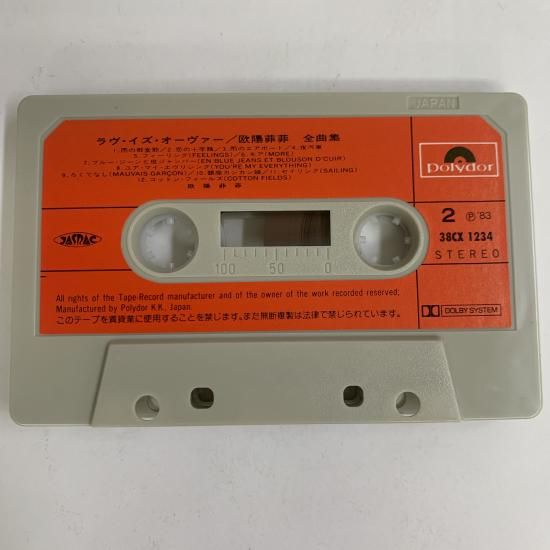 JAPAN
ラヴ・イズ・オーヴァー／欧陽菲菲 全曲集
1.雨の御堂筋／2.恋の十字路／3.雨のエアポート／4.夜汽車
5.フィーリング(FEELINGS)／6.モア(MORE)
7.ブルー・ジーンと皮ジャンパー(EN BLUE JEANS ET BLOUSON D'CUIR)
8.ユア・マイ・エヴリシング(YOU'RE MY EVERYTHING)
9.ろくでなし(MAUVAIS GARÇON)／10.銀座カンカン娘／11.セイリング(SAILING)
12.コットン・フィールズ(COTTON FIELDS)
欧陽菲菲
polydor
JASRAC
2 Ⓟ'83
38CX 1234
STEREO
100 50 0
All rights of the Tape-Record manufacturer and of the owner of the work recorded reserved.
Manufactured by Polydor K.K., Japan.
このテープを賃貸業に使用することを禁じます。また無断複製は法律で禁じられています。
DOLBY SYSTEM